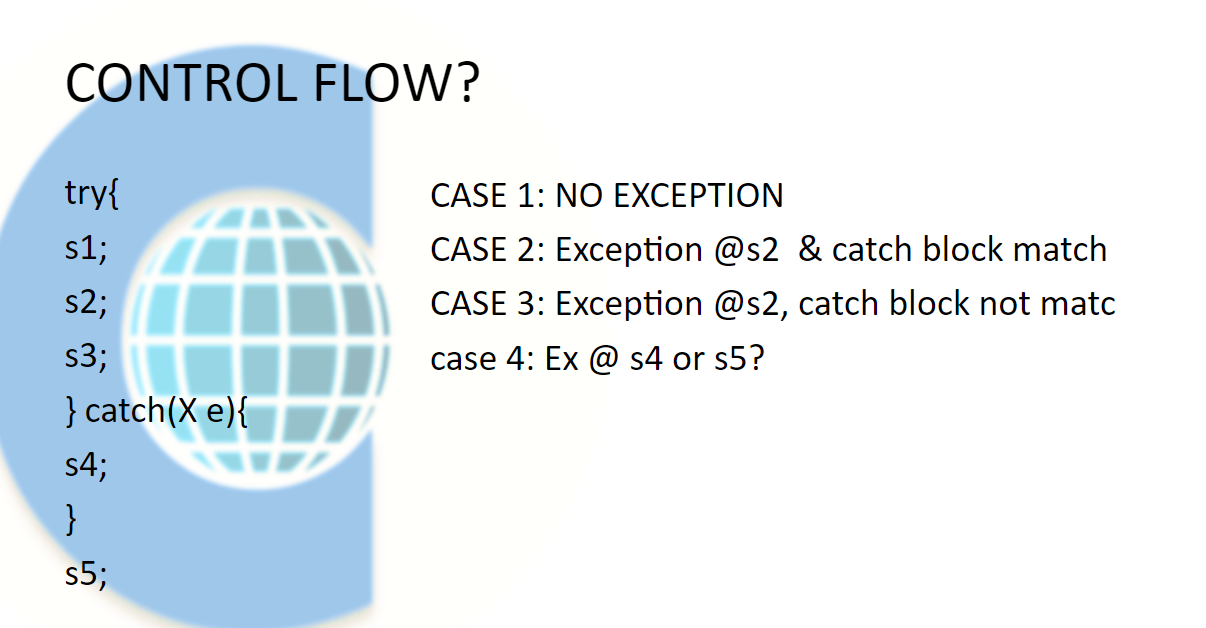 CONTROL FLOW?
try{
s1;
s2;
s3;
} catch(X e){
s4;
}
s5;
CASE 1: NO EXCEPTION
CASE 2: Exception @s2  & catch block match
CASE 3: Exception @s2, catch block not matc
case 4: Ex @ s4 or s5?